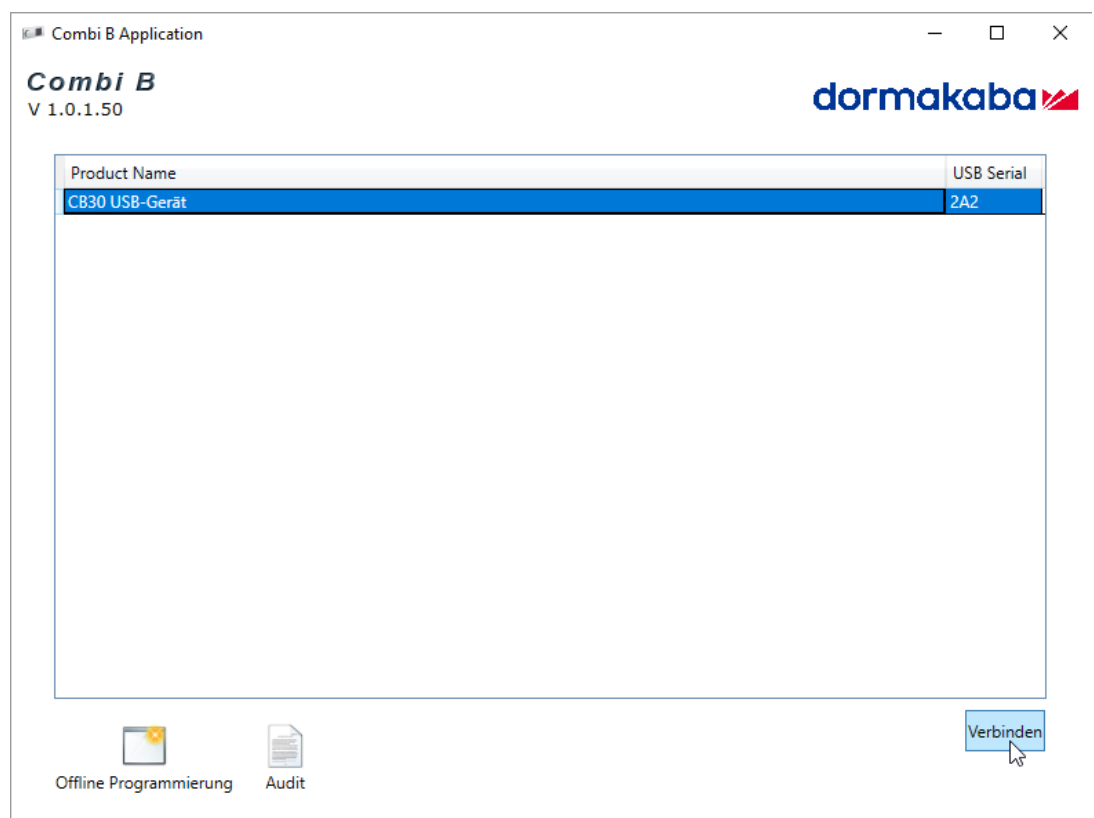 Combi B Application
Combi B
V 1.0.1.50
dormakaba
Product Name USB Serial
CB30 USB-Gerät 2A2
Verbinden
Offline Programmierung Audit